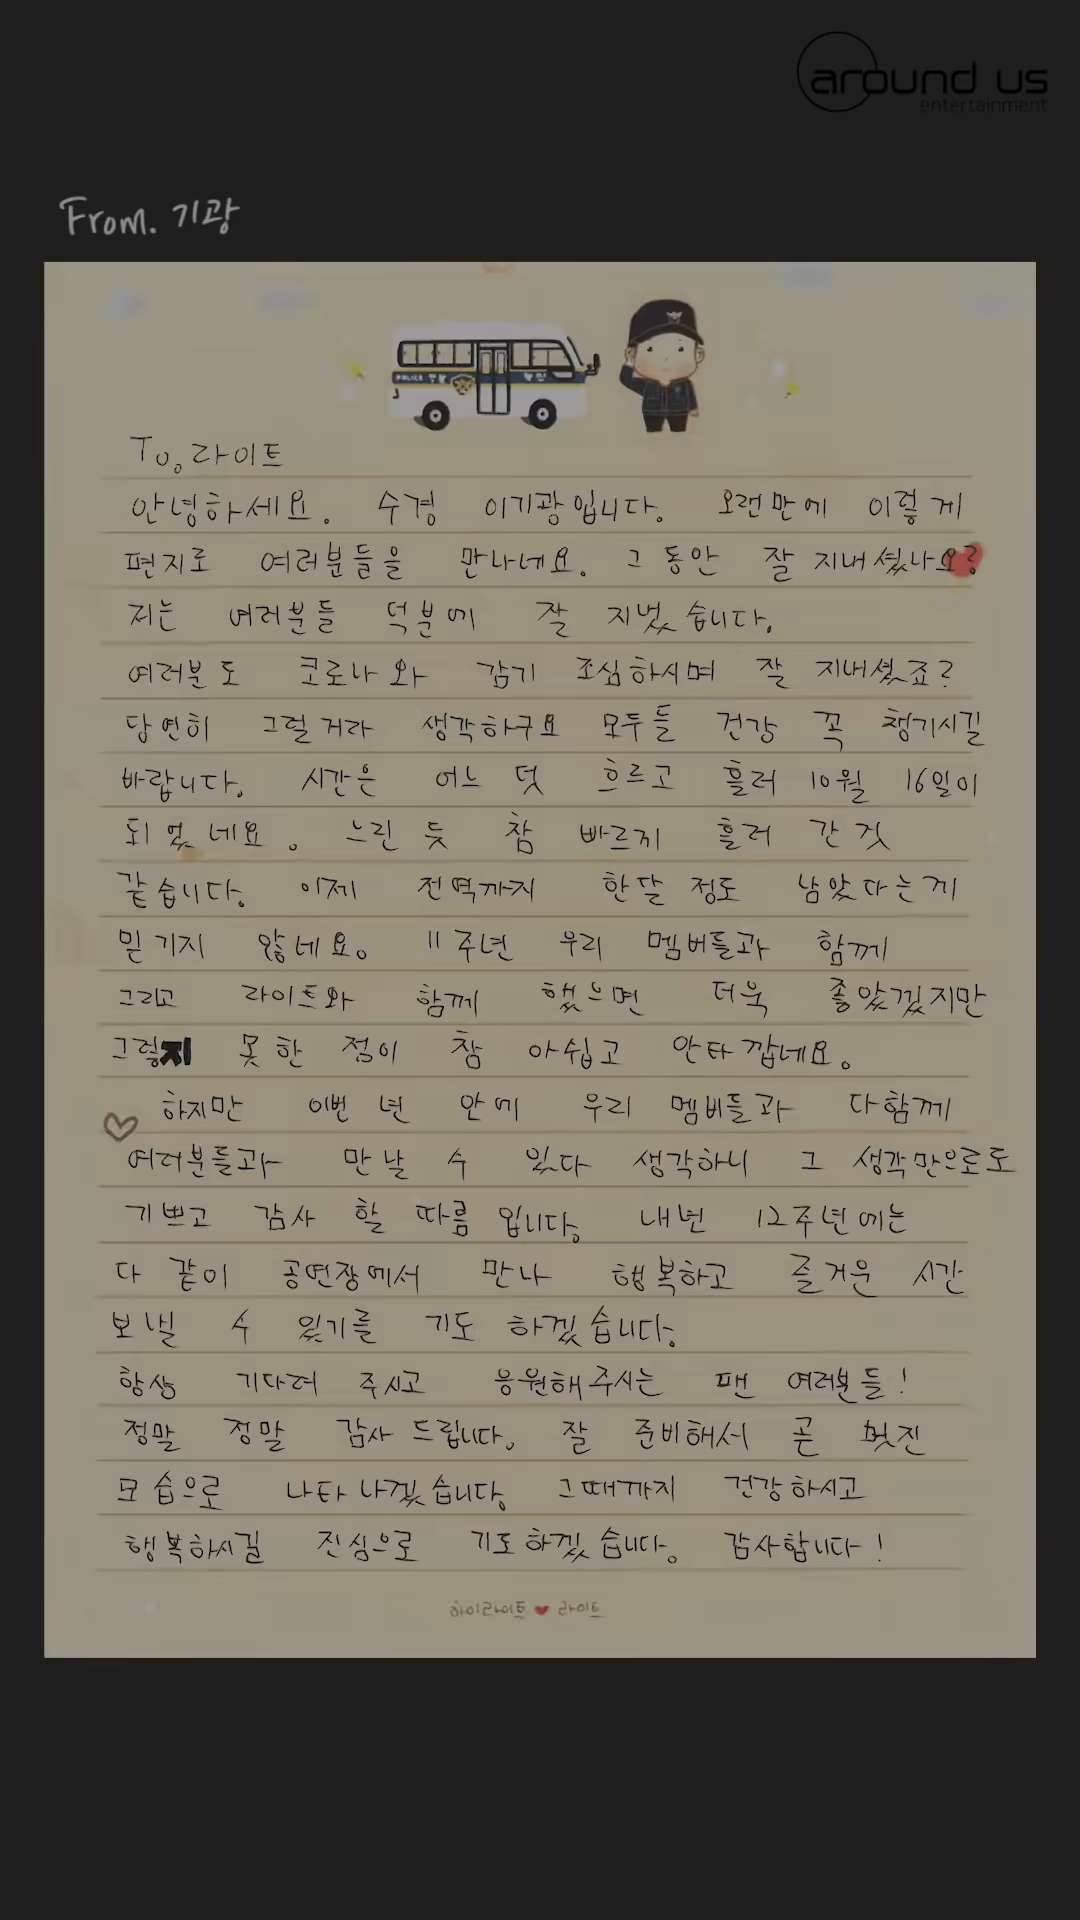 around us
entertainment
From. 기광
POLICE 경찰
To. 라이트
안녕하세요. 수경 이기광입니다. 오랜만에 이렇게
편지로 여러분들을 만나네요. 그 동안 잘 지내셨나요?
저는 여러분들 덕분에 잘 지냈습니다.
여러분도 코로나와 감기 조심하시며 잘 지내셨죠?
당연히 그럴거라 생각하구요 모두들 건강 꼭 챙기시길
바랍니다. 시간은 어느 덧 흐르고 흘러 10월 16일이
되었네요. 느린 듯 참 빠르게 흘러 간 것
같습니다. 이제 전역까지 한달 정도 남았다는게
믿기지 않네요. 11주년 우리 멤버들과 함께
그리고 라이트와 함께 했으면 더욱 좋았겠지만
그렇지 못한 점이 참 아쉽고 안타깝네요.
하지만 이번 년 안에 우리 멤버들과 다함께
여러분들과 만날 수 있다 생각하니 그 생각만으로도
기쁘고 감사 할 따름 입니다. 내년 12주년에는
다 같이 공연장에서 만나 행복하고 즐거운 시간
보낼 수 있기를 기도 하겠습니다.
항상 기다려 주시고 응원해주시는 팬 여러분들!
정말 정말 감사 드립니다. 잘 준비해서 곧 멋진
모습으로 나타나겠습니다. 그때까지 건강하시고
행복하시길 진심으로 기도하겠습니다. 감사합니다!
하이라이트 ♥ 라이트